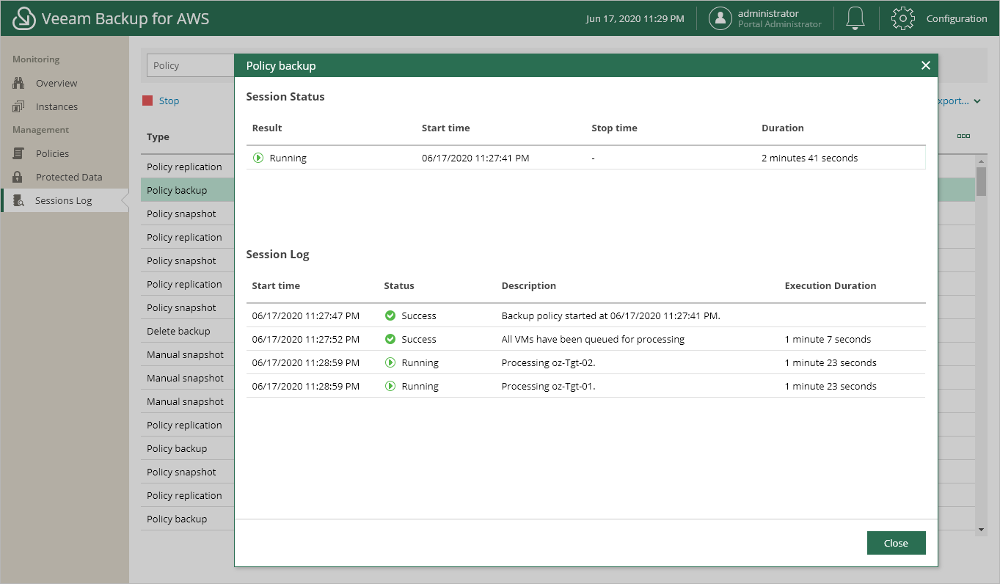 Veeam Backup for AWS
Jun 17, 2020 11:29 PM
administrator
Portal Administrator
Configuration
Monitoring
Overview
Instances
Management
Policies
Protected Data
Sessions Log
Policy
Stop
xport...
Type
Policy replication
Policy backup
Policy snapshot
Policy replication
Policy snapshot
Policy replication
Policy snapshot
Delete backup
Manual snapshot
Manual snapshot
Manual snapshot
Policy replication
Policy backup
Policy snapshot
Policy replication
Policy backup
Policy backup
Session Status
Result Start time Stop time Duration
Running 06/17/2020 11:27:41 PM - 2 minutes 41 seconds
Session Log
Start time Status Description Execution Duration
06/17/2020 11:27:47 PM Success Backup policy started at 06/17/2020 11:27:41 PM.
06/17/2020 11:27:52 PM Success All VMs have been queued for processing 1 minute 7 seconds
06/17/2020 11:28:59 PM Running Processing oz-Tgt-02. 1 minute 23 seconds
06/17/2020 11:28:59 PM Running Processing oz-Tgt-01. 1 minute 23 seconds
Close